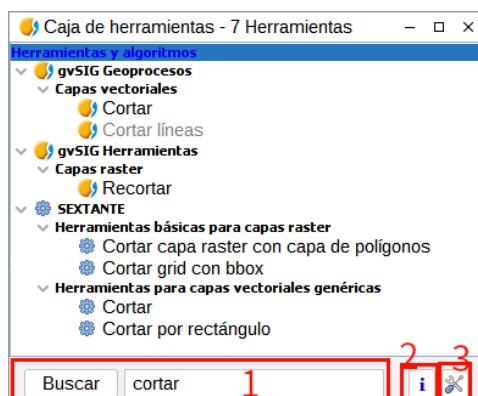 Caja de herramientas - 7 Herramientas
Herramientas y algoritmos
gvSIG Geoprocesos
Capas vectoriales
Cortar
Cortar líneas
gvSIG Herramientas
Capas raster
Recortar
SEXTANTE
Herramientas básicas para capas raster
Cortar capa raster con capa de polígonos
Cortar grid con bbox
Herramientas para capas vectoriales genéricas
Cortar
Cortar por rectángulo
2 3
Buscar cortar 1 i